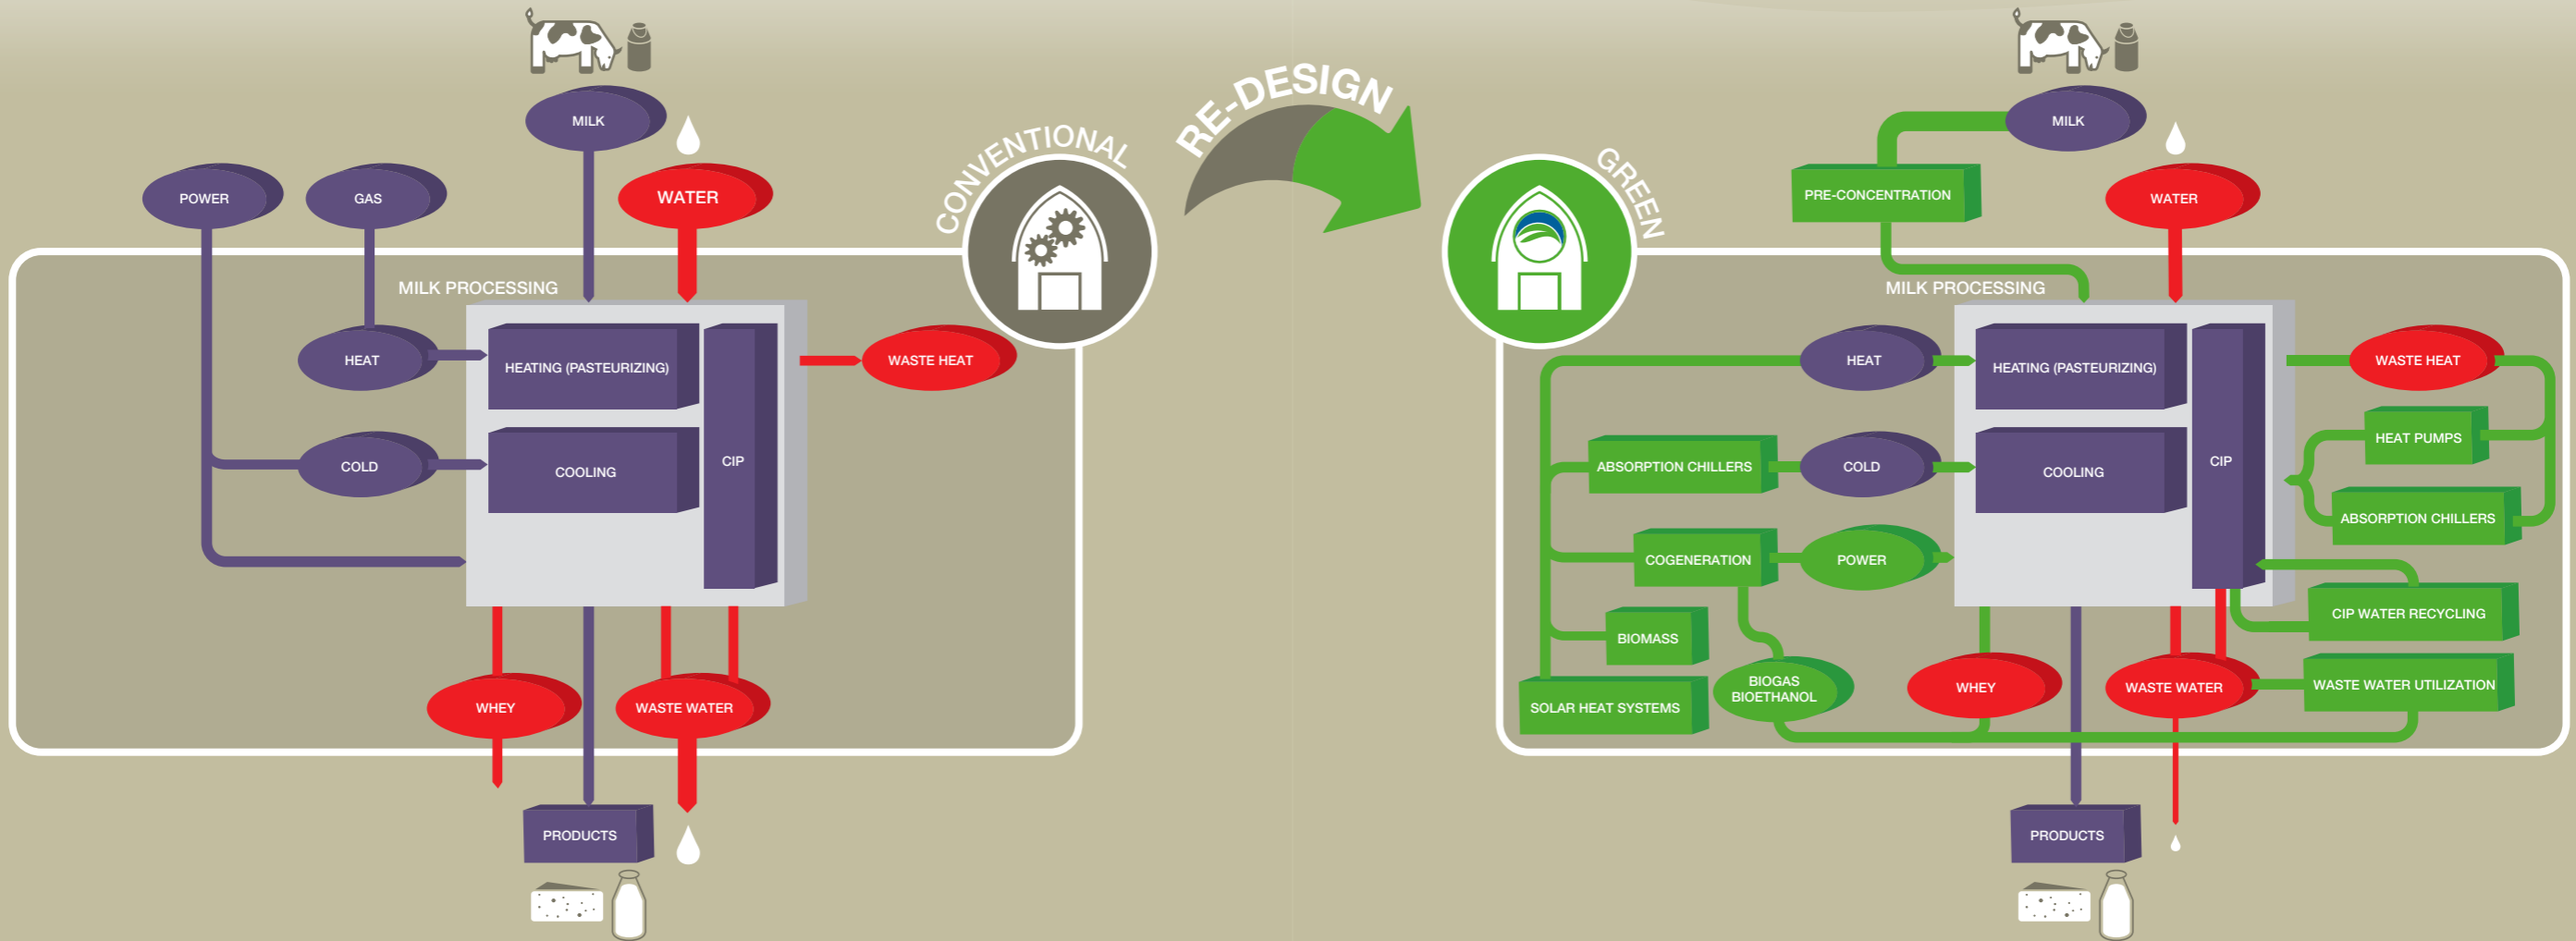 MILK
POWER
GAS
WATER
MILK PROCESSING
HEAT
HEATING (PASTEURIZING)
WASTE HEAT
COLD
COOLING
CIP
WHEY
WASTE WATER
PRODUCTS
CONVENTIONAL
RE-DESIGN
GREEN
MILK
PRE-CONCENTRATION
WATER
MILK PROCESSING
HEAT
HEATING (PASTEURIZING)
WASTE HEAT
HEAT PUMPS
ABSORPTION CHILLERS
COLD
COOLING
CIP
ABSORPTION CHILLERS
COGENERATION
POWER
CIP WATER RECYCLING
BIOMASS
BIOGAS
BIOETHANOL
WHEY
WASTE WATER
WASTE WATER UTILIZATION
SOLAR HEAT SYSTEMS
PRODUCTS